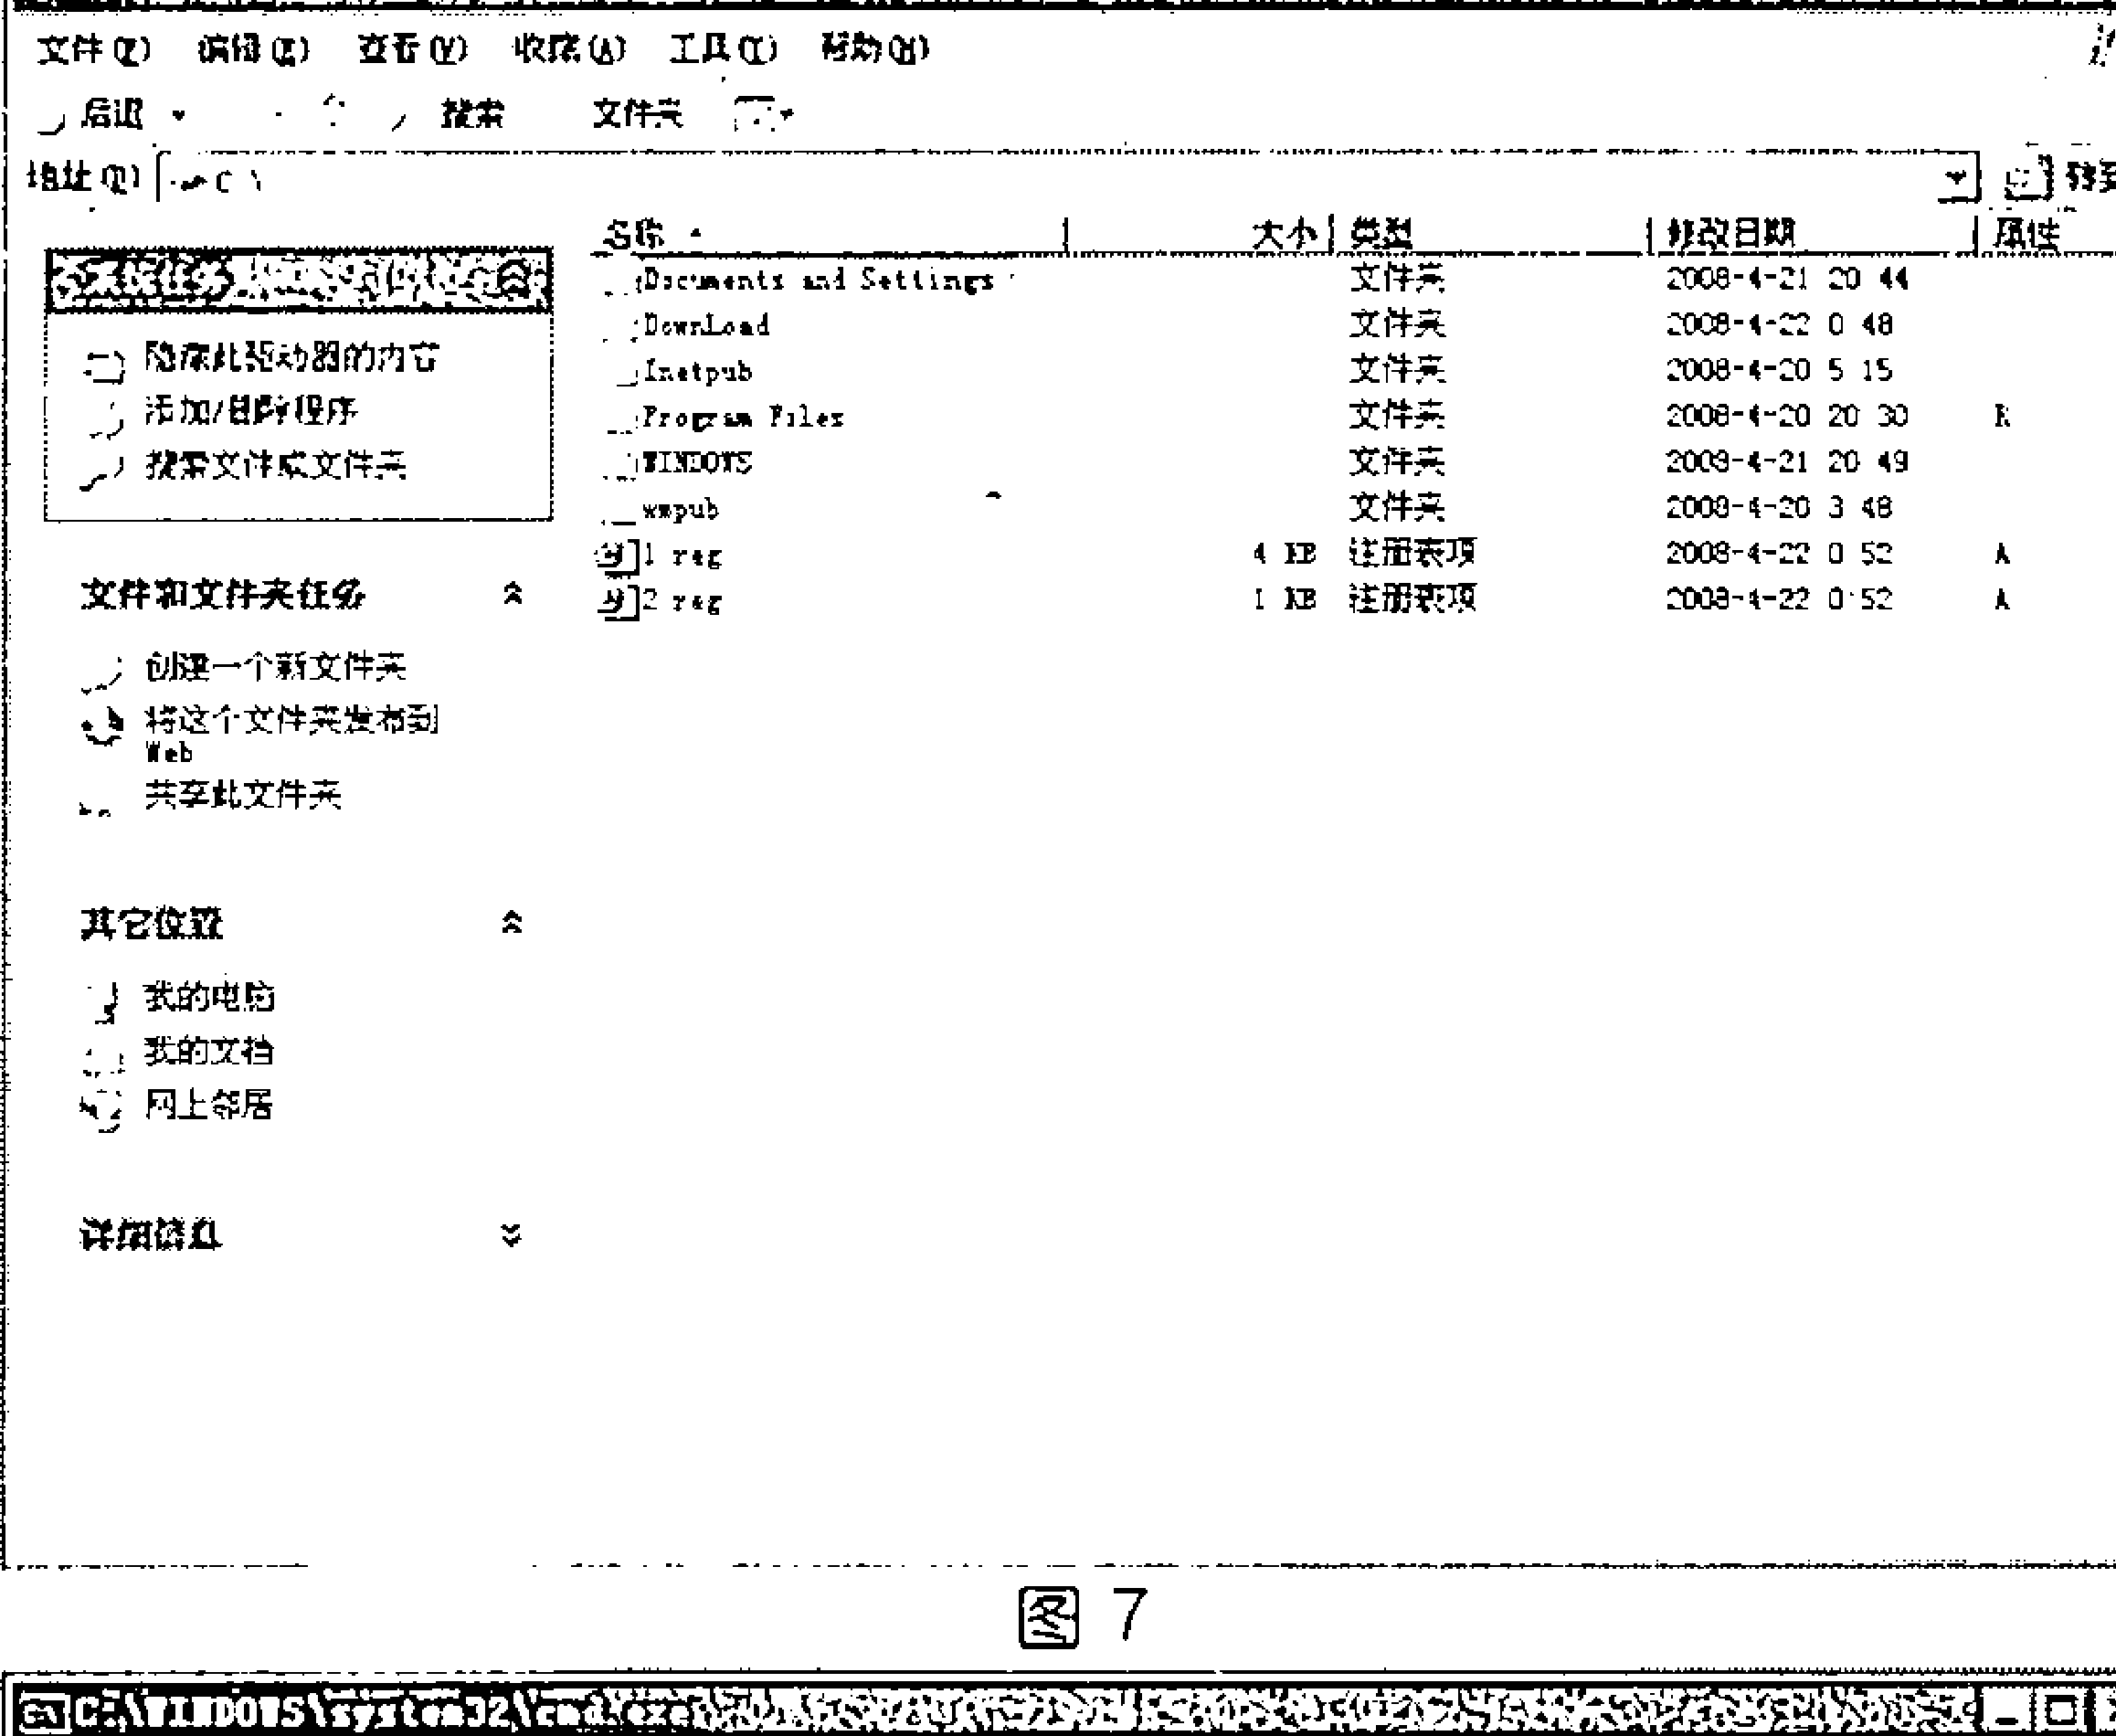 文件(F) 编辑(E) 查看(V) 收藏(A) 工具(T) 帮助(H)
后退 搜索 文件夹
地址(D) C \ 转到
名称 大小 类型 修改日期 属性
Documents and Settings 文件夹 2008-4-21 20 44
DownLoad 文件夹 2008-4-22 0 48
Inetpub 文件夹 2008-4-20 5 15
Program Files 文件夹 2008-4-20 20 30 R
WINDOWS 文件夹 2008-4-21 20 49
wmpub 文件夹 2008-4-20 3 48
1 reg 4 KB 注册表项 2008-4-22 0 52 A
2 reg 1 KB 注册表项 2008-4-22 0:52 A
系统任务
隐藏此驱动器的内容
添加/删除程序
搜索文件或文件夹
文件和文件夹任务
创建一个新文件夹
将这个文件夹发布到
Web
共享此文件夹
其它位置
我的电脑
我的文档
网上邻居
详细信息
图 7
C:\WINDOWS\system32\cmd.exe